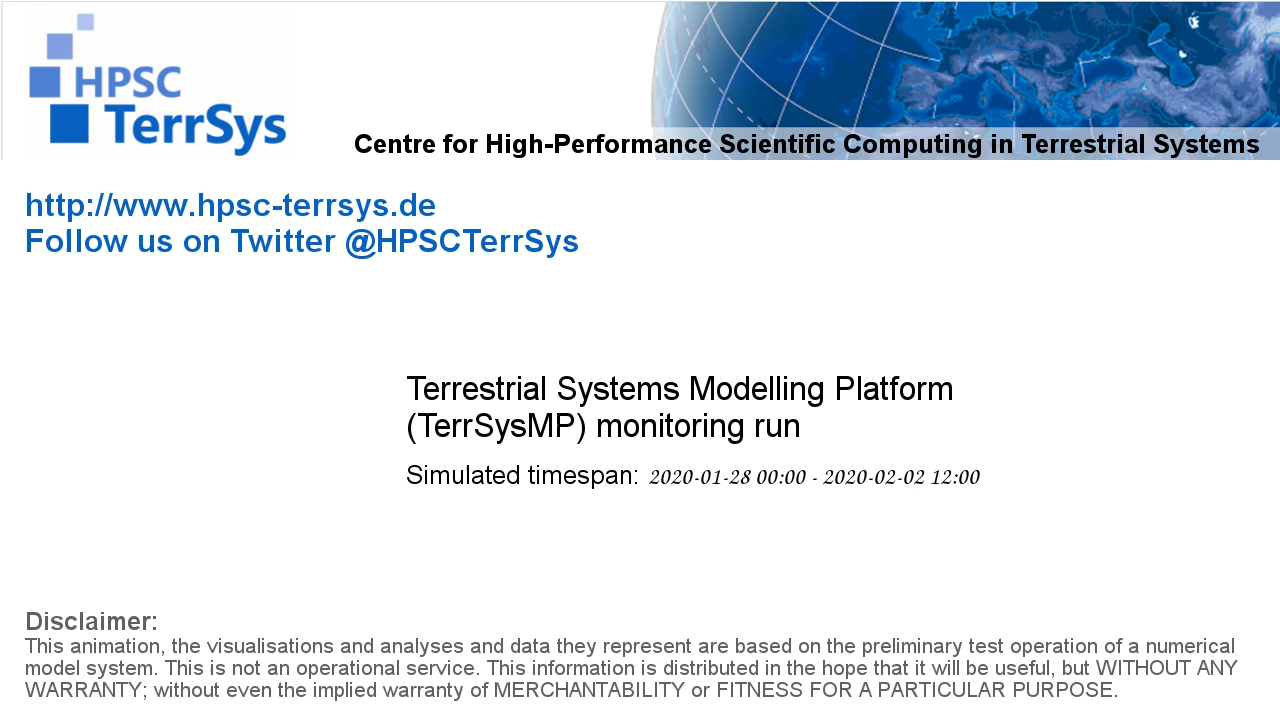 HPSC
TerrSys
Centre for High-Performance Scientific Computing in Terrestrial Systems
http://www.hpsc-terrsys.de
Follow us on Twitter @HPSCTerrSys
Terrestrial Systems Modelling Platform
(TerrSysMP) monitoring run
Simulated timespan: 2020-01-28 00:00 - 2020-02-02 12:00
Disclaimer:
This animation, the visualisations and analyses and data they represent are based on the preliminary test operation of a numerical
model system. This is not an operational service. This information is distributed in the hope that it will be useful, but WITHOUT ANY
WARRANTY; without even the implied warranty of MERCHANTABILITY or FITNESS FOR A PARTICULAR PURPOSE.